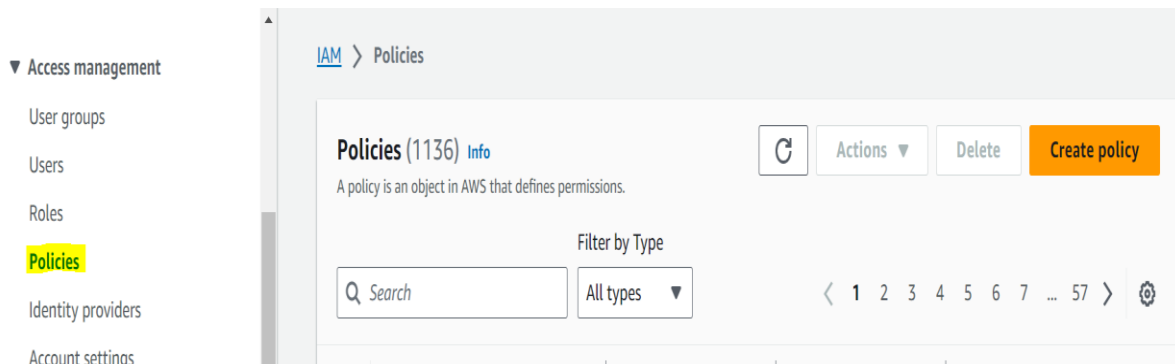 Access management
User groups
Users
Roles
Policies
Identity providers
Account settings
IAM > Policies
Policies (1136) Info
A policy is an object in AWS that defines permissions.
Actions
Delete
Create policy
Filter by Type
Search
All types
1 2 3 4 5 6 7 ... 57